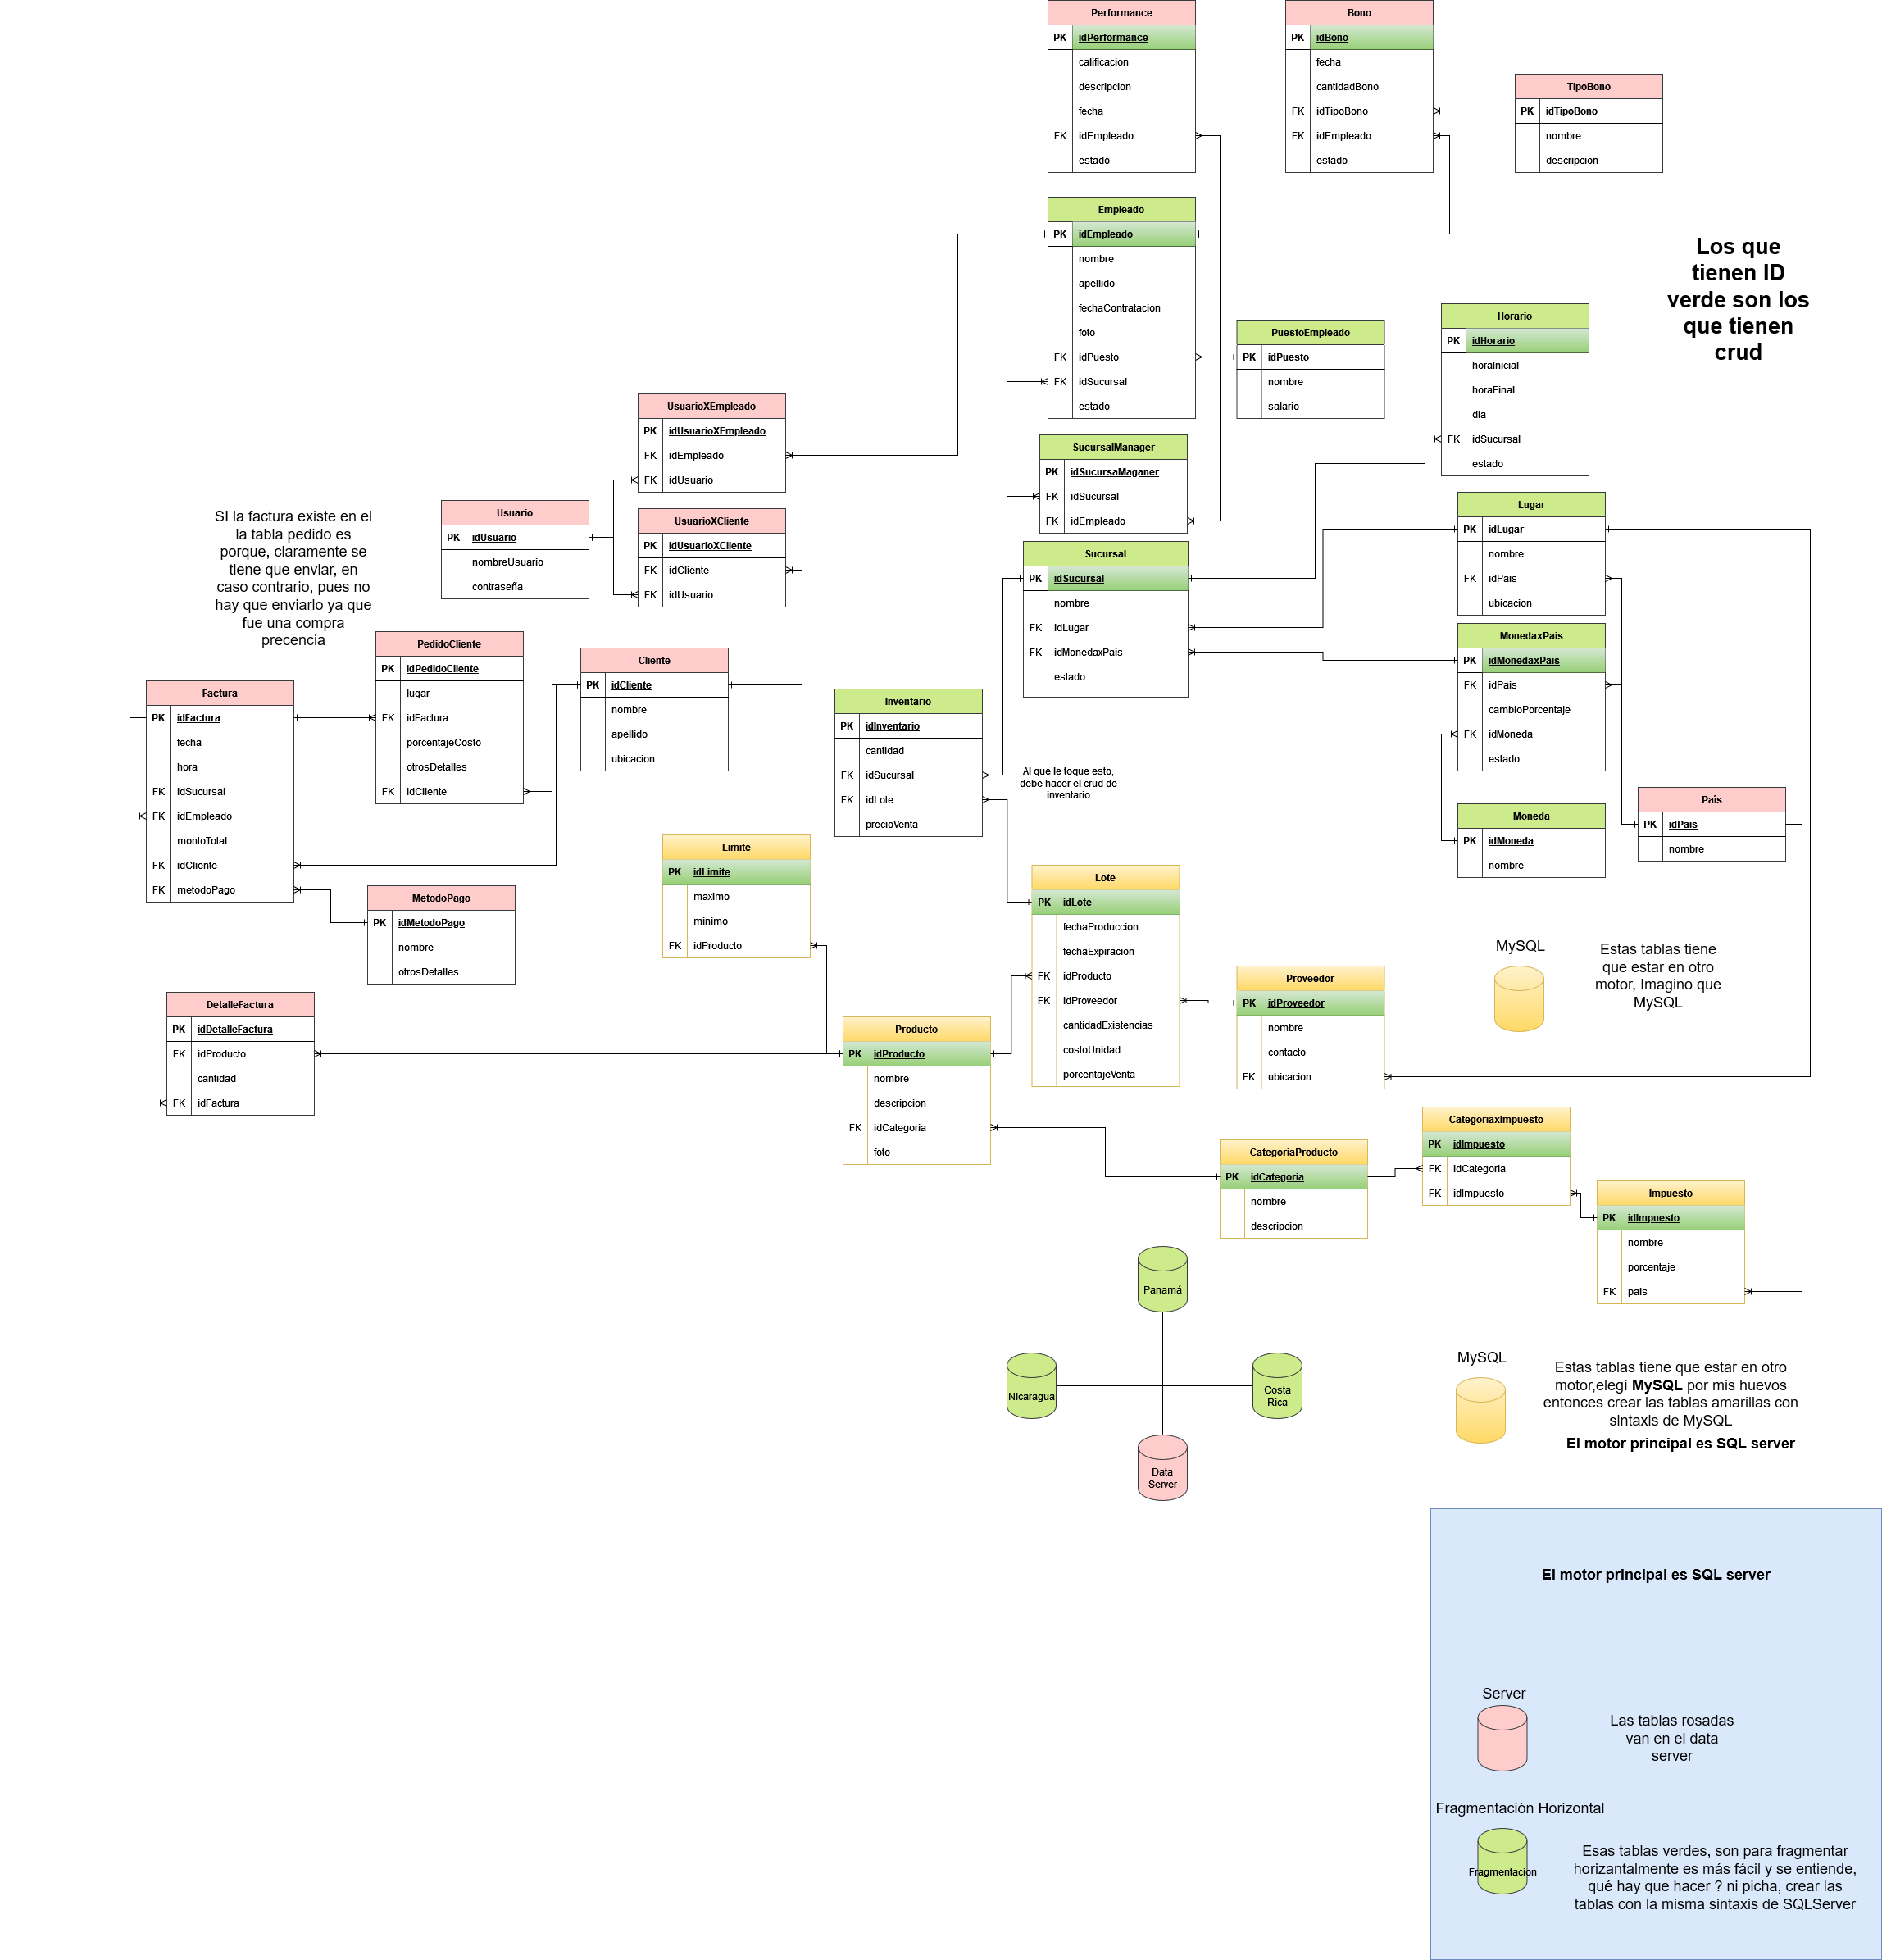 Performance
PK idPerformance
calificacion
descripcion
fecha
FK idEmpleado
estado
Bono
PK idBono
fecha
cantidadBono
FK idTipoBono
FK idEmpleado
estado
TipoBono
PK idTipoBono
nombre
descripcion
Empleado
PK idEmpleado
nombre
apellido
fechaContratacion
foto
FK idPuesto
FK idSucursal
estado
Los que
tienen ID
verde son los
que tienen
crud
PuestoEmpleado
PK idPuesto
nombre
salario
Horario
PK idHorario
horaInicial
horaFinal
dia
FK idSucursal
estado
UsuarioXEmpleado
PK idUsuarioXEmpleado
FK idEmpleado
FK idUsuario
SucursalManager
PK idSucursaMaganer
FK idSucursal
FK idEmpleado
Usuario
PK idUsuario
nombreUsuario
contraseña
UsuarioXCliente
PK idUsuarioXCliente
FK idCliente
FK idUsuario
SI la factura existe en el
la tabla pedido es
porque, claramente se
tiene que enviar, en
caso contrario, pues no
hay que enviarlo ya que
fue una compra
precencia
Sucursal
PK idSucursal
nombre
FK idLugar
FK idMonedaxPais
estado
Lugar
PK idLugar
nombre
FK idPais
ubicacion
MonedaxPais
PK idMonedaxPais
FK idPais
cambioPorcentaje
FK idMoneda
estado
PedidoCliente
PK idPedidoCliente
lugar
FK idFactura
porcentajeCosto
otrosDetalles
FK idCliente
Cliente
PK idCliente
nombre
apellido
ubicacion
Factura
PK idFactura
fecha
hora
FK idSucursal
FK idEmpleado
montoTotal
FK idCliente
FK metodoPago
Inventario
PK idInventario
cantidad
FK idSucursal
FK idLote
precioVenta
Al que le toque esto,
debe hacer el crud de
inventario
Moneda
PK idMoneda
nombre
País
PK idPais
nombre
Limite
PK idLimite
maximo
minimo
FK idProducto
MetodoPago
PK idMetodoPago
nombre
otrosDetalles
Lote
PK idLote
fechaProduccion
fechaExpiracion
FK idProducto
FK idProveedor
cantidadExistencias
costoUnidad
porcentajeVenta
MySQL
Estas tablas tiene
que estar en otro
motor, Imagino que
MySQL
Proveedor
PK idProveedor
nombre
contacto
FK ubicacion
DetalleFactura
PK idDetalleFactura
FK idProducto
cantidad
FK idFactura
Producto
PK idProducto
nombre
descripcion
FK idCategoria
foto
CategoriaProducto
PK idCategoria
nombre
descripcion
CategoriaxImpuesto
PK idImpuesto
FK idCategoria
FK idImpuesto
Impuesto
PK idImpuesto
nombre
porcentaje
FK pais
Panamá
Nicaragua
Costa
Rica
Data
Server
MySQL
Estas tablas tiene que estar en otro
motor,elegí MySQL por mis huevos
entonces crear las tablas amarillas con
sintaxis de MySQL
El motor principal es SQL server
El motor principal es SQL server
Server
Las tablas rosadas
van en el data
server
Fragmentación Horizontal
Fragmentacion
Esas tablas verdes, son para fragmentar
horizantalmente es más fácil y se entiende,
qué hay que hacer ? ni picha, crear las
tablas con la misma sintaxis de SQLServer